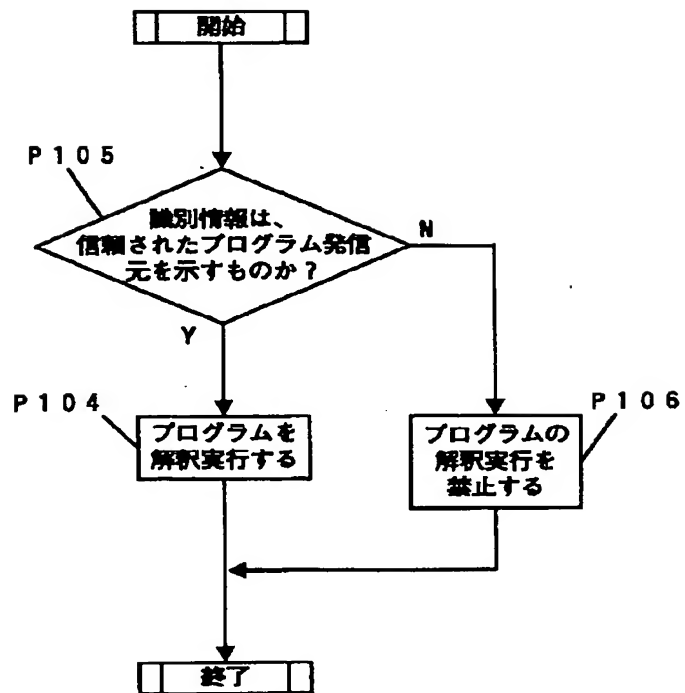 開始
P105
識別情報は、
信頼されたプログラム発信
元を示すものか?
N
Y
P104
プログラムを
解釈実行する
P106
プログラムの
解釈実行を
禁止する
終了